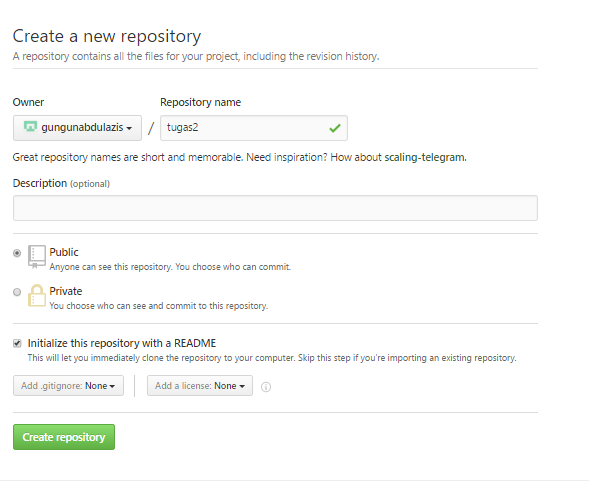 Create a new repository
A repository contains all the files for your project, including the revision history.
Owner
Repository name
gungunabdulazis / tugas2
Great repository names are short and memorable. Need inspiration? How about scaling-telegram.
Description (optional)
Public
Anyone can see this repository. You choose who can commit.
Private
You choose who can see and commit to this repository.
Initialize this repository with a README
This will let you immediately clone the repository to your computer. Skip this step if you're importing an existing repository.
Add .gitignore: None
Add a license: None
Create repository